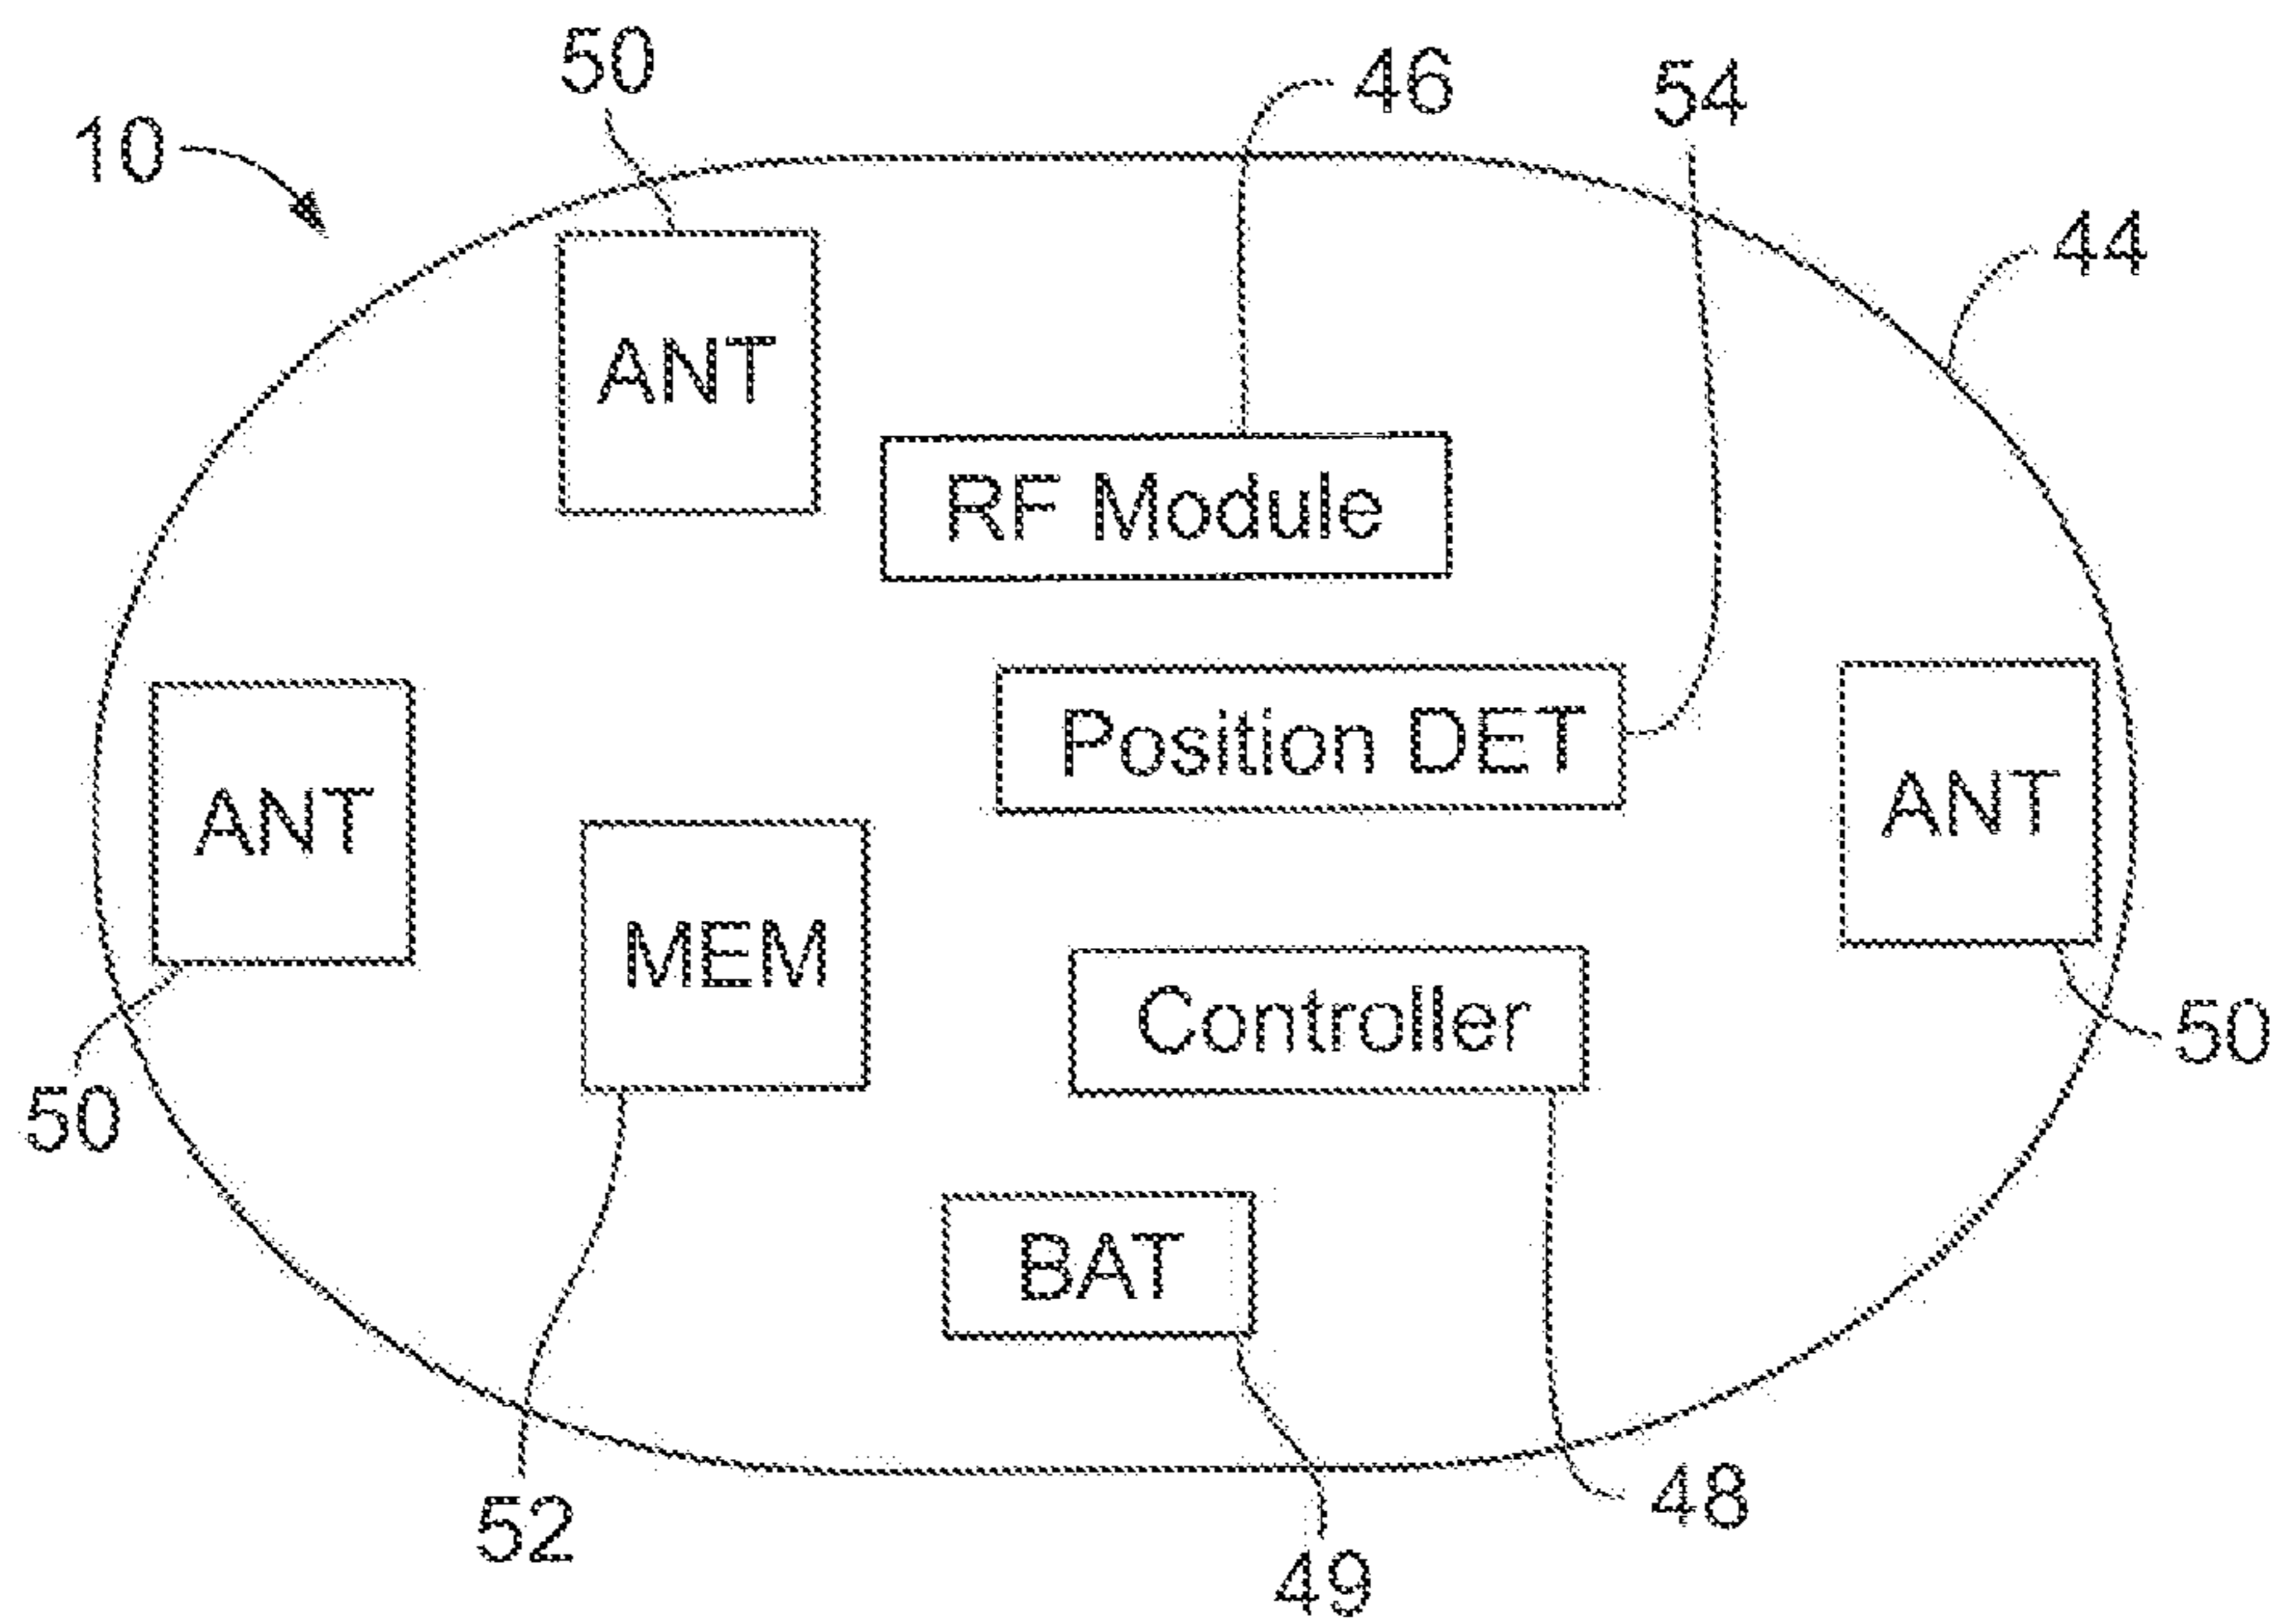 50
46
54
10
44
ANT
RF Module
Position DET
ANT
ANT
MEM
Controller
50
50
BAT
52
48
49